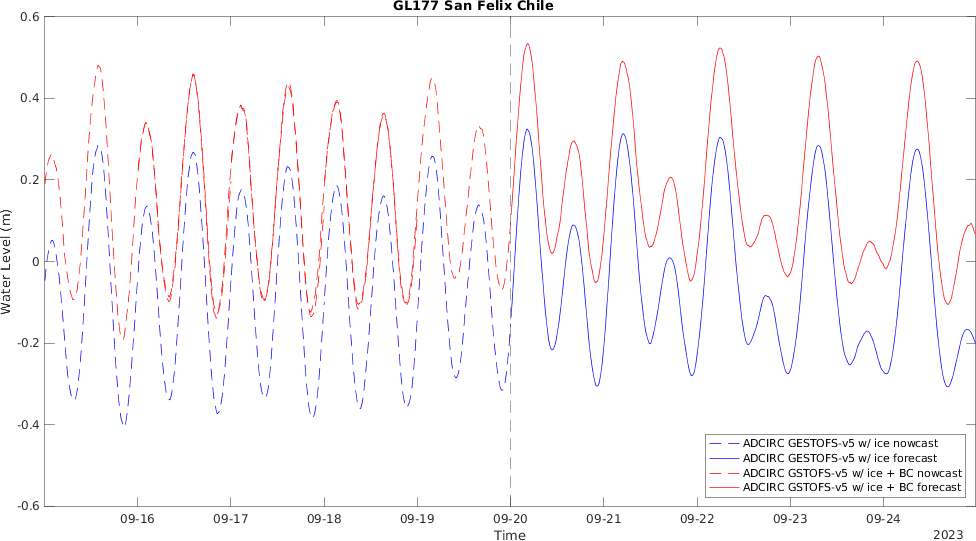 GL177 San Felix Chile
0.6
0.4
0.2
0
-0.2
-0.4
-0.6
Water Level (m)
09-16 09-17 09-18 09-19 09-20 09-21 09-22 09-23 09-24
Time
2023
ADCIRC GESTOFS-v5 w/ ice nowcast
ADCIRC GESTOFS-v5 w/ ice forecast
ADCIRC GSTOFS-v5 w/ ice + BC nowcast
ADCIRC GSTOFS-v5 w/ ice + BC forecast